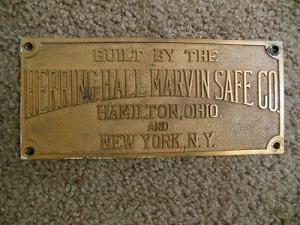 BUILT BY THE
HERRING HALL MARVIN SAFE CO.
HAMILTON, OHIO.
AND
NEW YORK, N.Y.